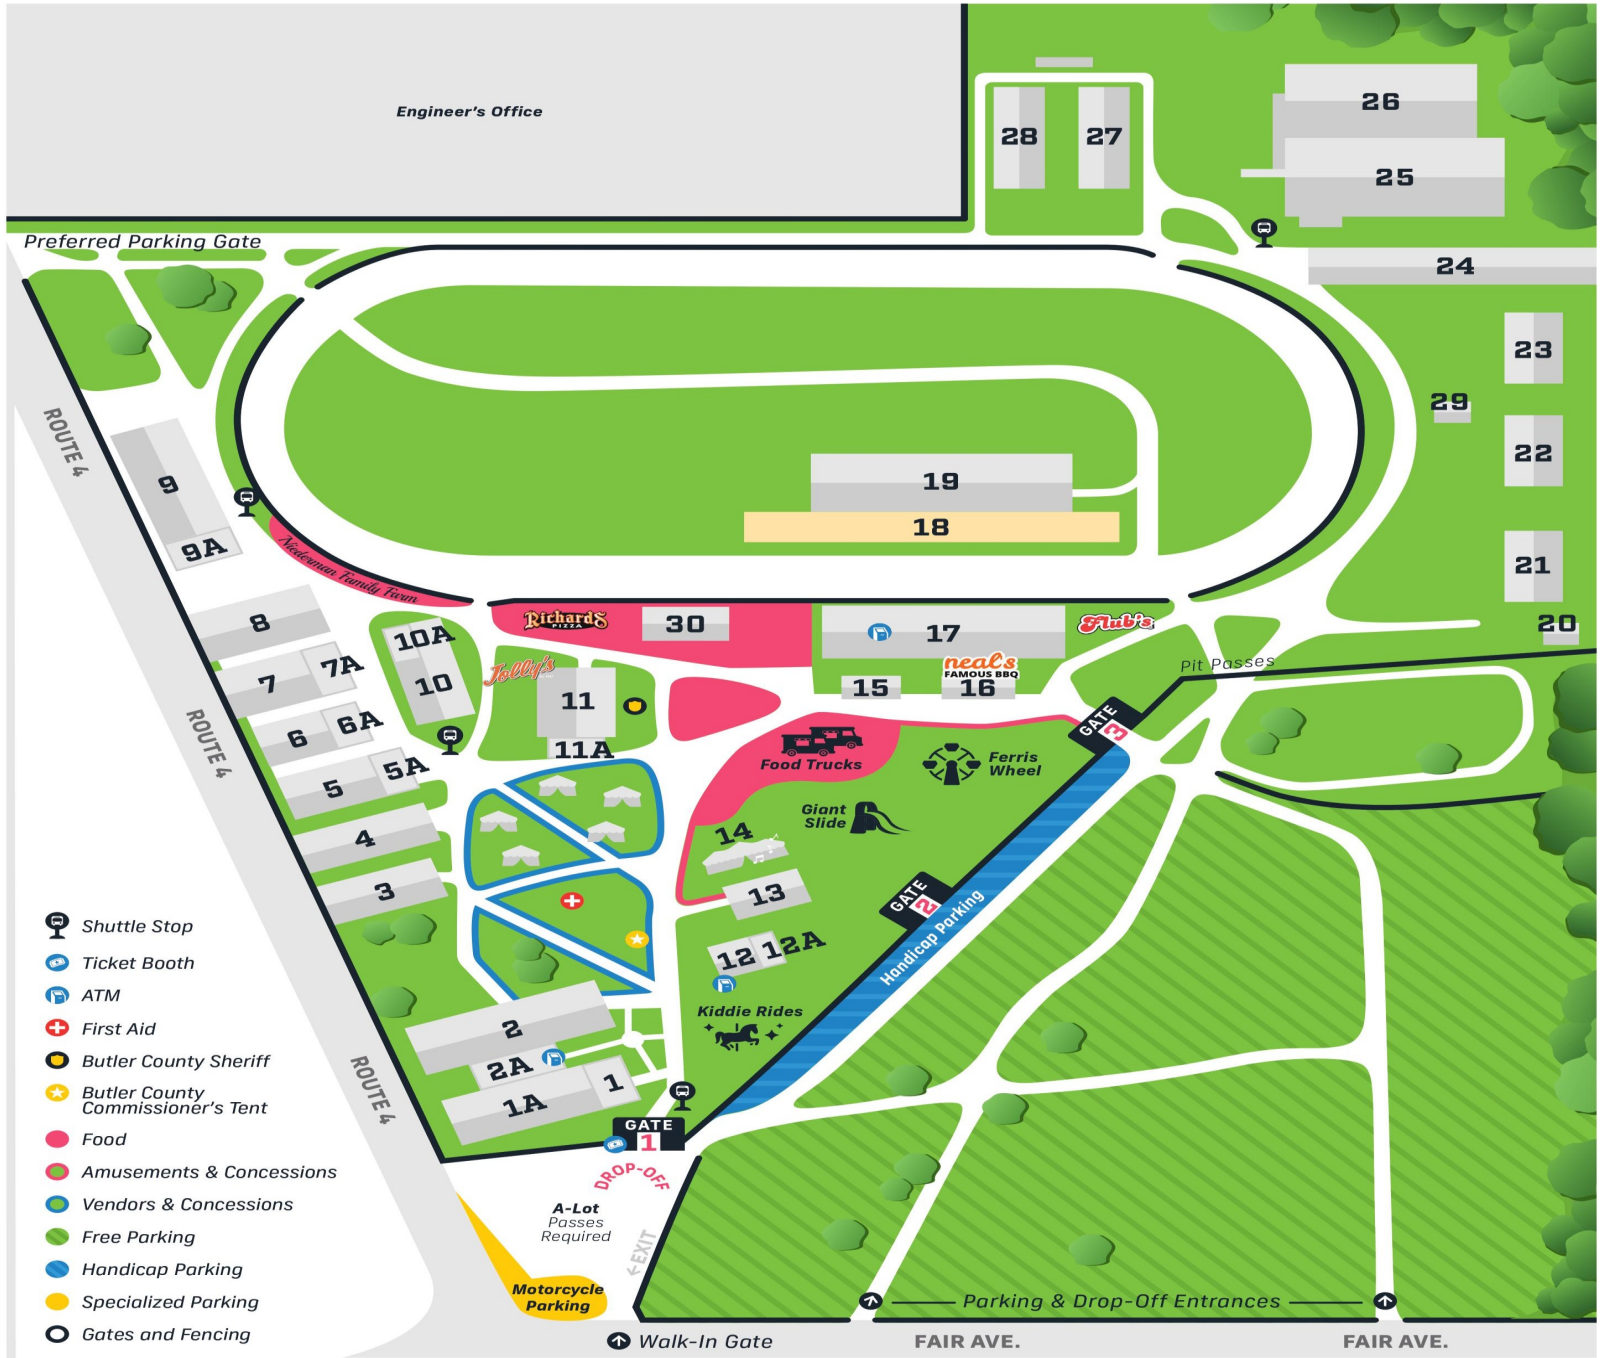 Engineer's Office
26
28
27
25
Preferred Parking Gate
24
23
29
ROUTE 4
22
9
19
18
9A
21
Niederman Family Farm
8
10A
Richards
PIZZA
30
17
Flub's
20
7
7A
10
Jolly's
neal's
FAMOUS BBQ
15
16
Pit Passes
11
6
6A
11A
GATE
3
ROUTE 4
5
5A
Food Trucks
Ferris
Wheel
Giant
Slide
4
14
3
13
GATE
2
Handicap Parking
12
12A
Kiddie Rides
2
2A
1
1A
ROUTE 4
GATE
1
DROP-OFF
A-Lot
Passes
Required
EXIT
Motorcycle
Parking
Shuttle Stop
Ticket Booth
ATM
First Aid
Butler County Sheriff
Butler County
Commissioner's Tent
Food
Amusements & Concessions
Vendors & Concessions
Free Parking
Handicap Parking
Specialized Parking
Gates and Fencing
Parking & Drop-Off Entrances
Walk-In Gate
FAIR AVE.
FAIR AVE.